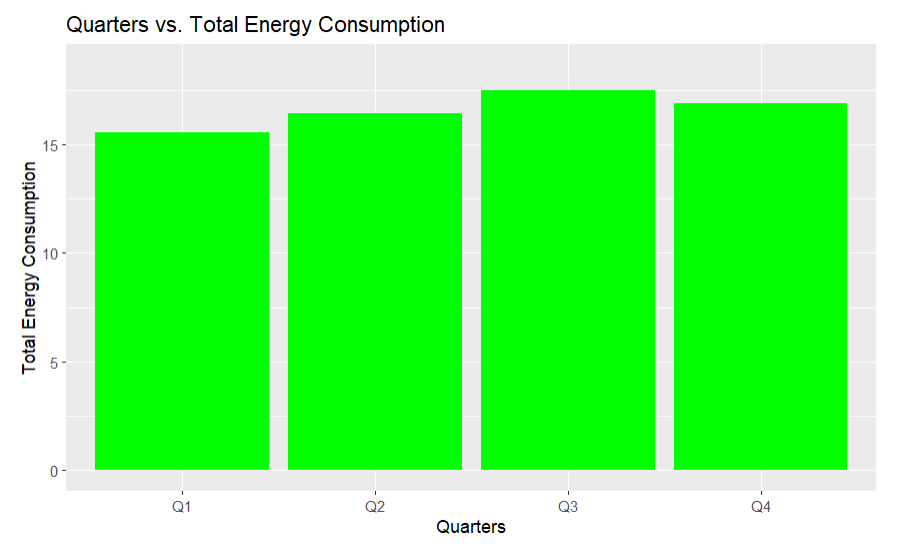 Quarters vs. Total Energy Consumption
Total Energy Consumption
15
10
5
0
Q1 Q2 Q3 Q4
Quarters